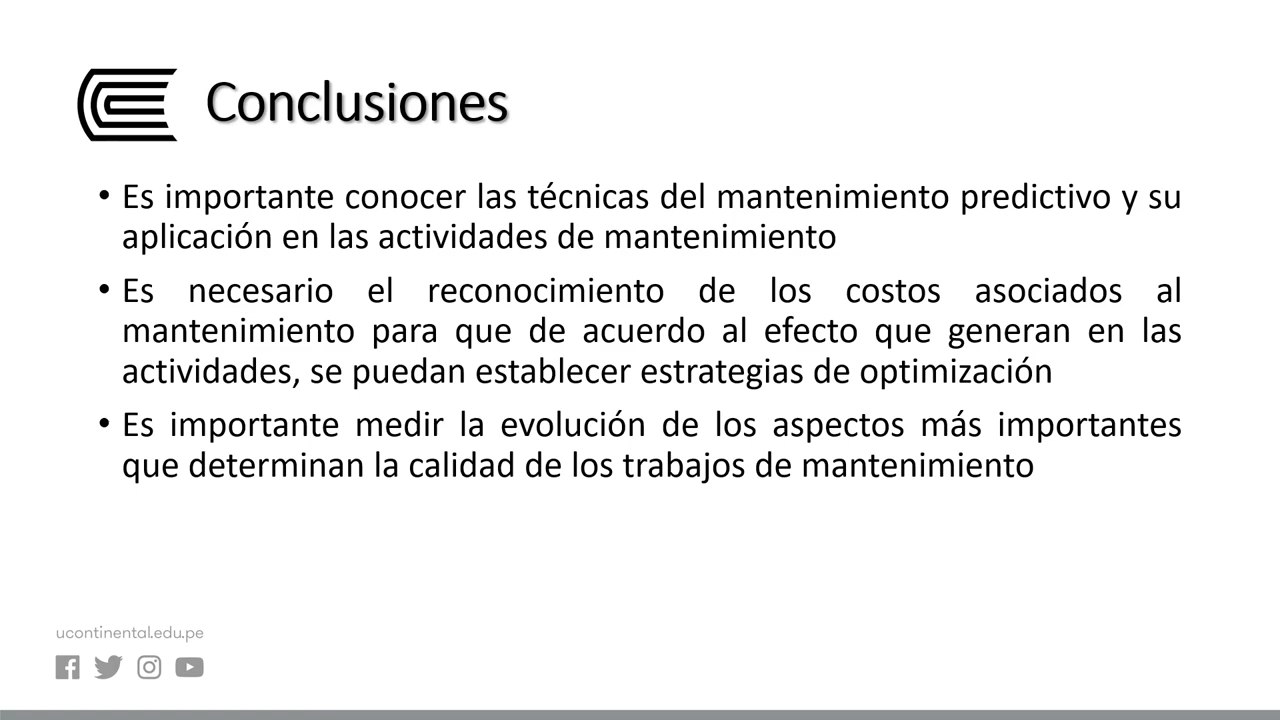 Conclusiones
• Es importante conocer las técnicas del mantenimiento predictivo y su
aplicación en las actividades de mantenimiento
• Es necesario el reconocimiento de los costos asociados al
mantenimiento para que de acuerdo al efecto que generan en las
actividades, se puedan establecer estrategias de optimización
• Es importante medir la evolución de los aspectos más importantes
que determinan la calidad de los trabajos de mantenimiento
ucontinental.edu.pe